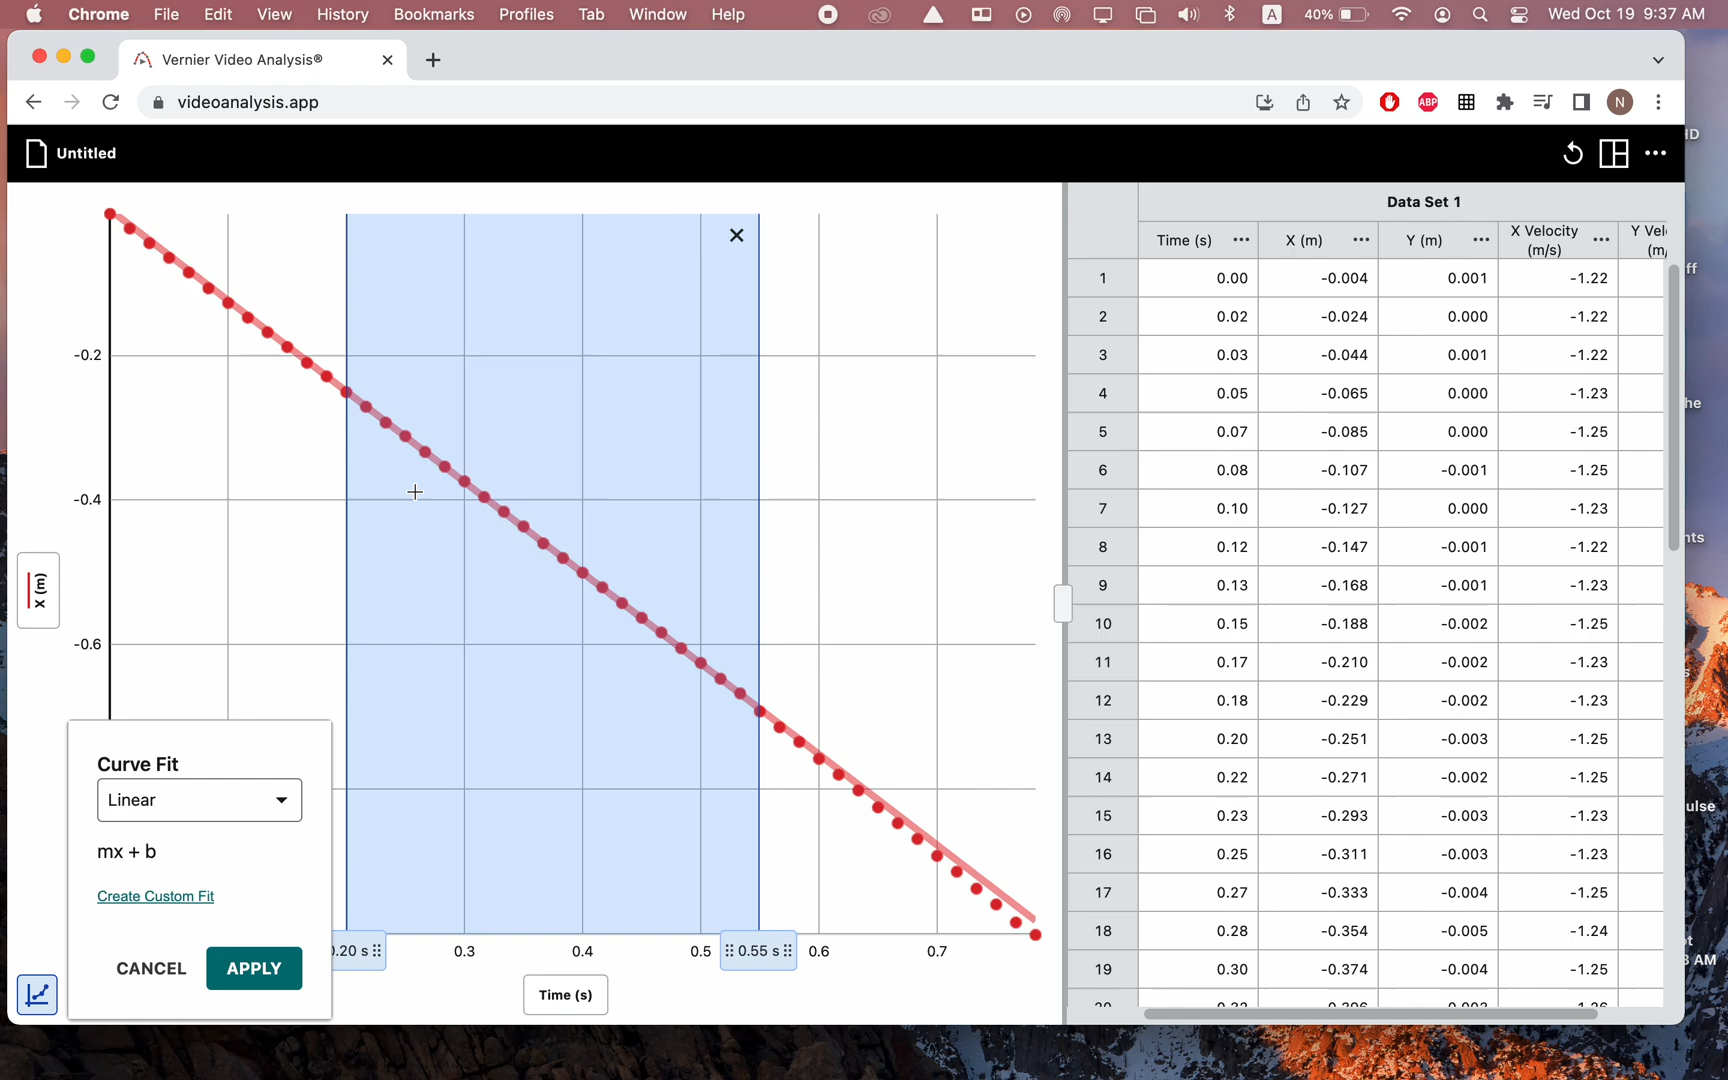 Chrome File Edit View History Bookmarks Profiles Tab Window Help A 40% Wed Oct 19 9:37 AM
Vernier Video Analysis®
videoanalysis.app ABP N
Untitled
Data Set 1
Time (s) X (m) Y (m) X Velocity (m/s) Y Vel
1 0.00 -0.004 0.001 -1.22
2 0.02 -0.024 0.000 -1.22
3 0.03 -0.044 0.001 -1.22
4 0.05 -0.065 0.000 -1.23
5 0.07 -0.085 0.000 -1.25
6 0.08 -0.107 -0.001 -1.25
7 0.10 -0.127 0.000 -1.23
8 0.12 -0.147 -0.001 -1.22
9 0.13 -0.168 -0.001 -1.23
10 0.15 -0.188 -0.002 -1.25
11 0.17 -0.210 -0.002 -1.23
12 0.18 -0.229 -0.002 -1.23
13 0.20 -0.251 -0.003 -1.25
14 0.22 -0.271 -0.002 -1.25
15 0.23 -0.293 -0.003 -1.23
16 0.25 -0.311 -0.003 -1.23
17 0.27 -0.333 -0.004 -1.25
18 0.28 -0.354 -0.005 -1.24
19 0.30 -0.374 -0.004 -1.25
-0.2
-0.4
-0.6
X (m)
Curve Fit
Linear
mx + b
Create Custom Fit
CANCEL APPLY
0.20 s 0.3 0.4 0.5 0.55 s 0.6 0.7
Time (s)